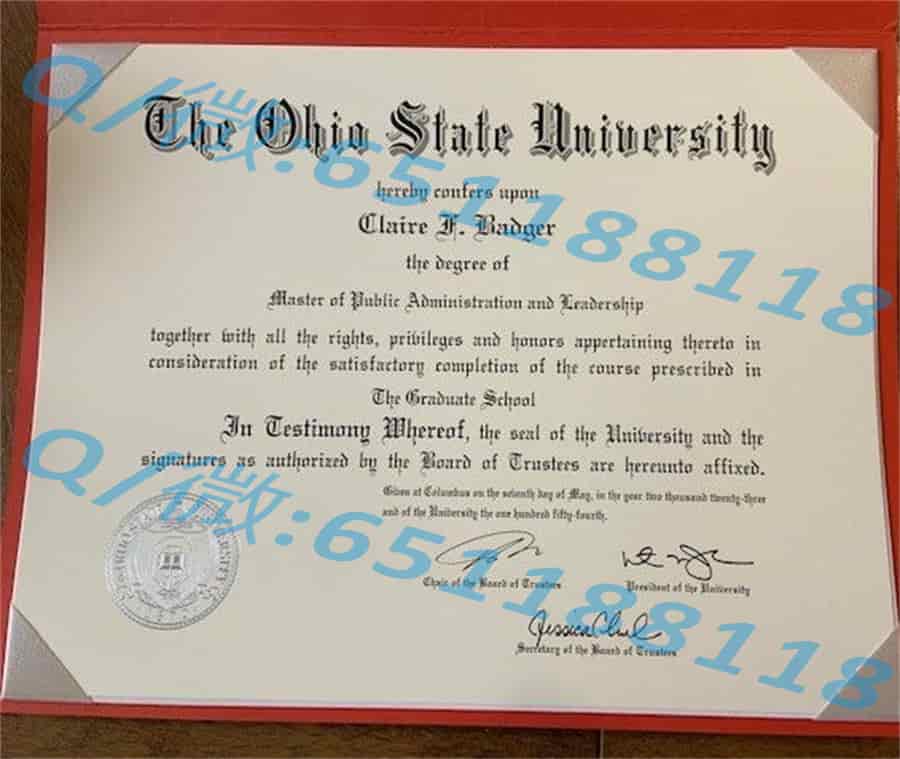 Q/微:651188118
The Ohio State University
hereby confers upon
Claire F. Badger
the degree of
Master of Public Administration and Leadership
together with all the rights, privileges and honors appertaining thereto in
consideration of the satisfactory completion of the course prescribed in
The Graduate School
In Testimony Whereof, the seal of the University and the
signatures as authorized by the Board of Trustees are hereunto affixed.
Given at Columbus on the seventh day of May, in the year two thousand twenty-three
and of the University the one hundred fifty-fourth.
Q/微:651188118
Chair of the Board of Trustees
President of the University
Secretary of the Board of Trustees